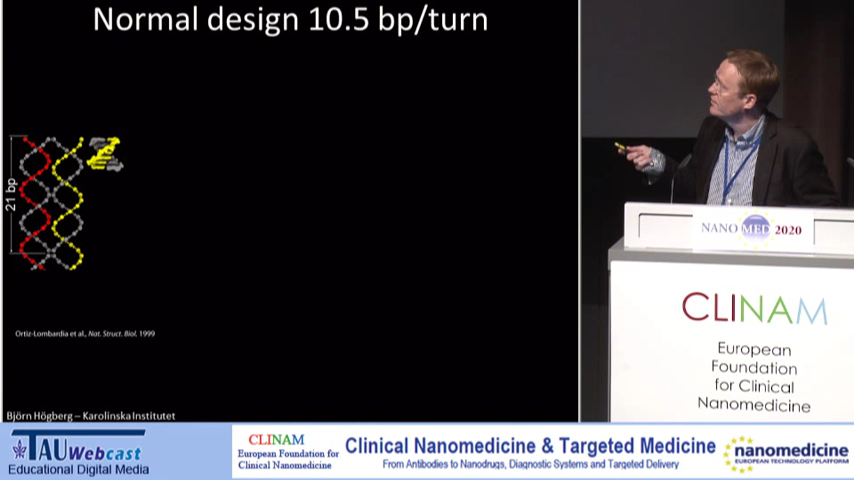 Normal design 10.5 bp/turn
21 bp
Ortiz-Lombardia et al., Nat. Struct. Biol. 1999
Björn Högberg – Karolinska Institutet
NANOMED 2020
CLINAM
European
Foundation
for Clinical
Nanomedicine
TAU Webcast
Educational Digital Media
CLINAM
European Foundation for
Clinical Nanomedicine
Clinical Nanomedicine & Targeted Medicine
From Antibodies to Nanodrugs, Diagnostic Systems and Targeted Delivery
nanomedicine
EUROPEAN TECHNOLOGY PLATFORM